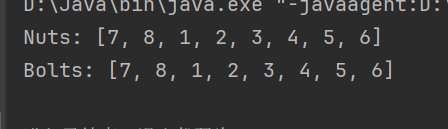 D:\Java\bin\java.exe "-javaagent:D:\
Nuts: [7, 8, 1, 2, 3, 4, 5, 6]
Bolts: [7, 8, 1, 2, 3, 4, 5, 6]